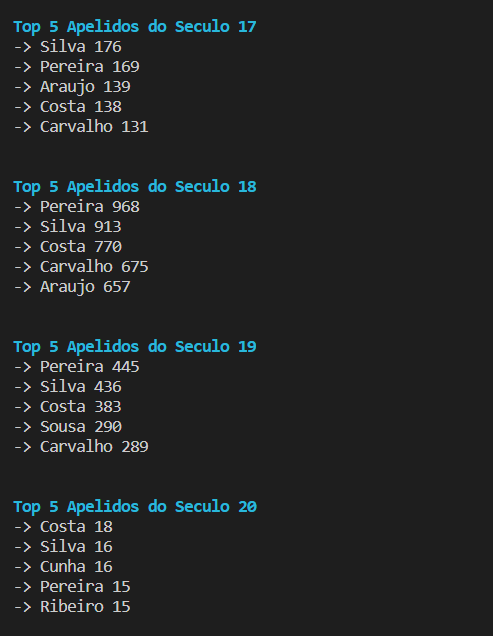 Top 5 Apelidos do Seculo 17
-> Silva 176
-> Pereira 169
-> Araujo 139
-> Costa 138
-> Carvalho 131
Top 5 Apelidos do Seculo 18
-> Pereira 968
-> Silva 913
-> Costa 770
-> Carvalho 675
-> Araujo 657
Top 5 Apelidos do Seculo 19
-> Pereira 445
-> Silva 436
-> Costa 383
-> Sousa 290
-> Carvalho 289
Top 5 Apelidos do Seculo 20
-> Costa 18
-> Silva 16
-> Cunha 16
-> Pereira 15
-> Ribeiro 15